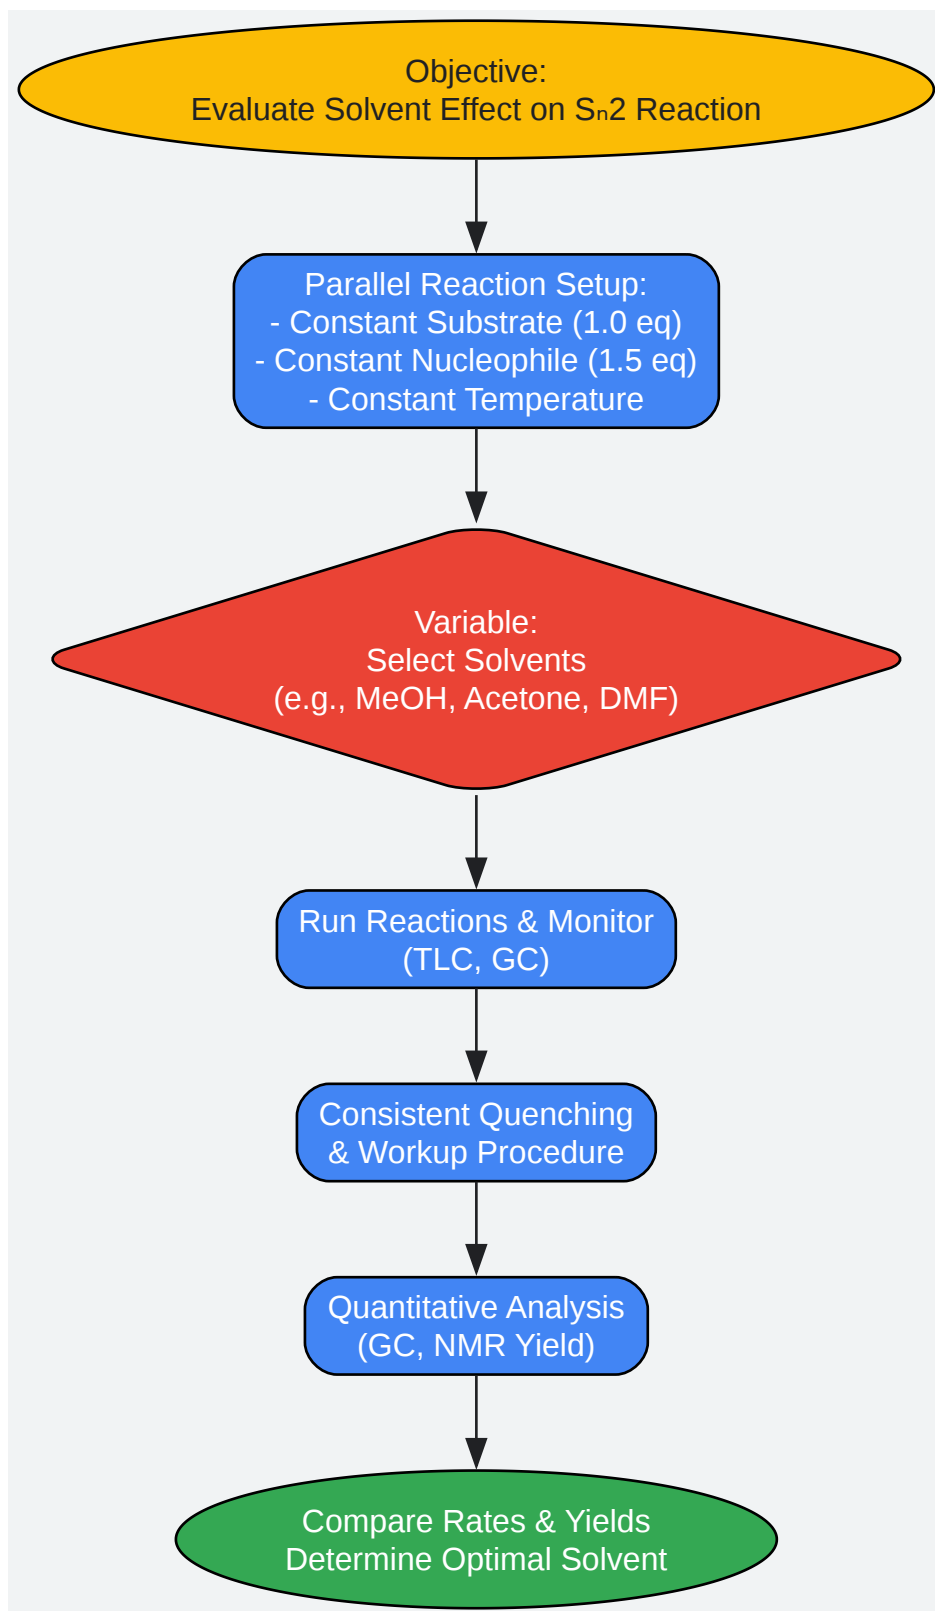 Objective:
Evaluate Solvent Effect on Sₙ2 Reaction
Parallel Reaction Setup:
- Constant Substrate (1.0 eq)
- Constant Nucleophile (1.5 eq)
- Constant Temperature
Variable:
Select Solvents
(e.g., MeOH, Acetone, DMF)
Run Reactions & Monitor
(TLC, GC)
Consistent Quenching
& Workup Procedure
Quantitative Analysis
(GC, NMR Yield)
Compare Rates & Yields
Determine Optimal Solvent